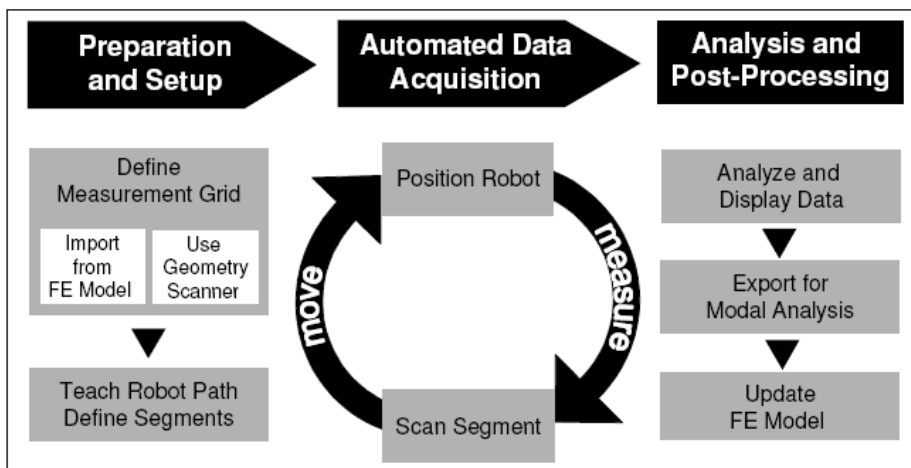 Preparation
and Setup
Automated Data
Acquisition
Analysis and
Post-Processing
Define
Measurement Grid
Import
from
FE Model
Use
Geometry
Scanner
Teach Robot Path
Define Segments
Position Robot
measure
Scan Segment
move
Analyze and
Display Data
Export for
Modal Analysis
Update
FE Model